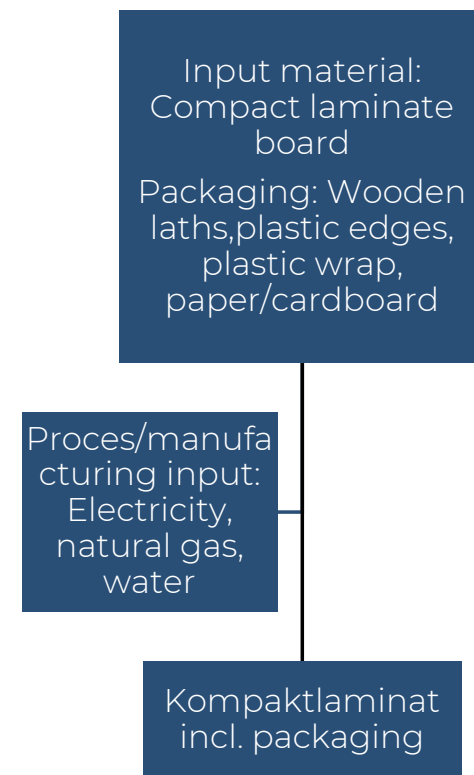 Input material:
Compact laminate
board
Packaging: Wooden
laths,plastic edges,
plastic wrap,
paper/cardboard
Proces/manufa
cturing input:
Electricity,
natural gas,
water
Kompaktlaminat
incl. packaging